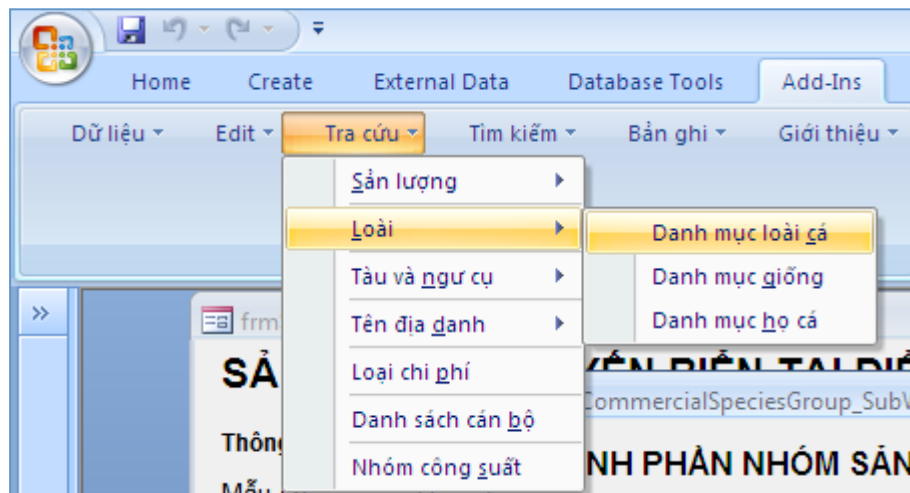 Home Create External Data Database Tools Add-Ins
Dữ liệu Edit Tra cứu Tìm kiếm Bản ghi Giới thiệu
Sản lượng
Loài Danh mục loài cá
Tàu và ngư cụ Danh mục giống
Tên địa danh Danh mục họ cá
frm
SẢ
Loại chi phí
CommercialSpeciesGroup_SubV
Danh sách cán bộ
Thông
NH PHẦN NHÓM SẢN
Nhóm công suất
Mẫu